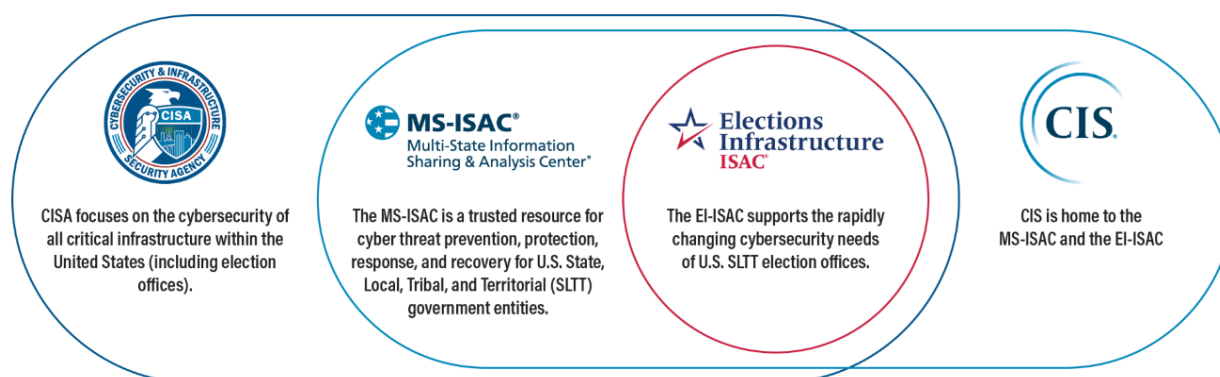 CYBERSECURITY & INFRASTRUCTURE
SECURITY AGENCY
CISA
CISA focuses on the cybersecurity of
all critical infrastructure within the
United States (including election
offices).
MS-ISAC®
Multi-State Information
Sharing & Analysis Center®
The MS-ISAC is a trusted resource for
cyber threat prevention, protection,
response, and recovery for U.S. State,
Local, Tribal, and Territorial (SLTT)
government entities.
Elections
Infrastructure
ISAC®
The EI-ISAC supports the rapidly
changing cybersecurity needs
of U.S. SLTT election offices.
CIS®
CIS is home to the
MS-ISAC and the EI-ISAC